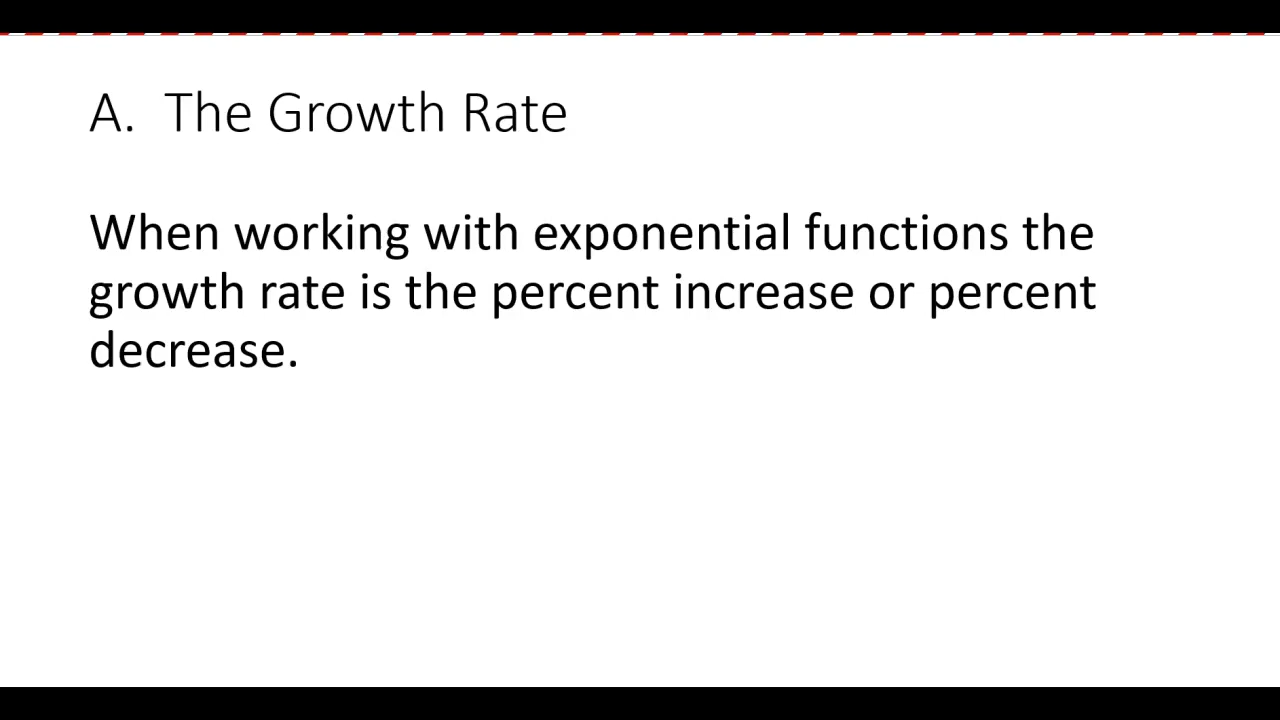 A. The Growth Rate
When working with exponential functions the
growth rate is the percent increase or percent
decrease.